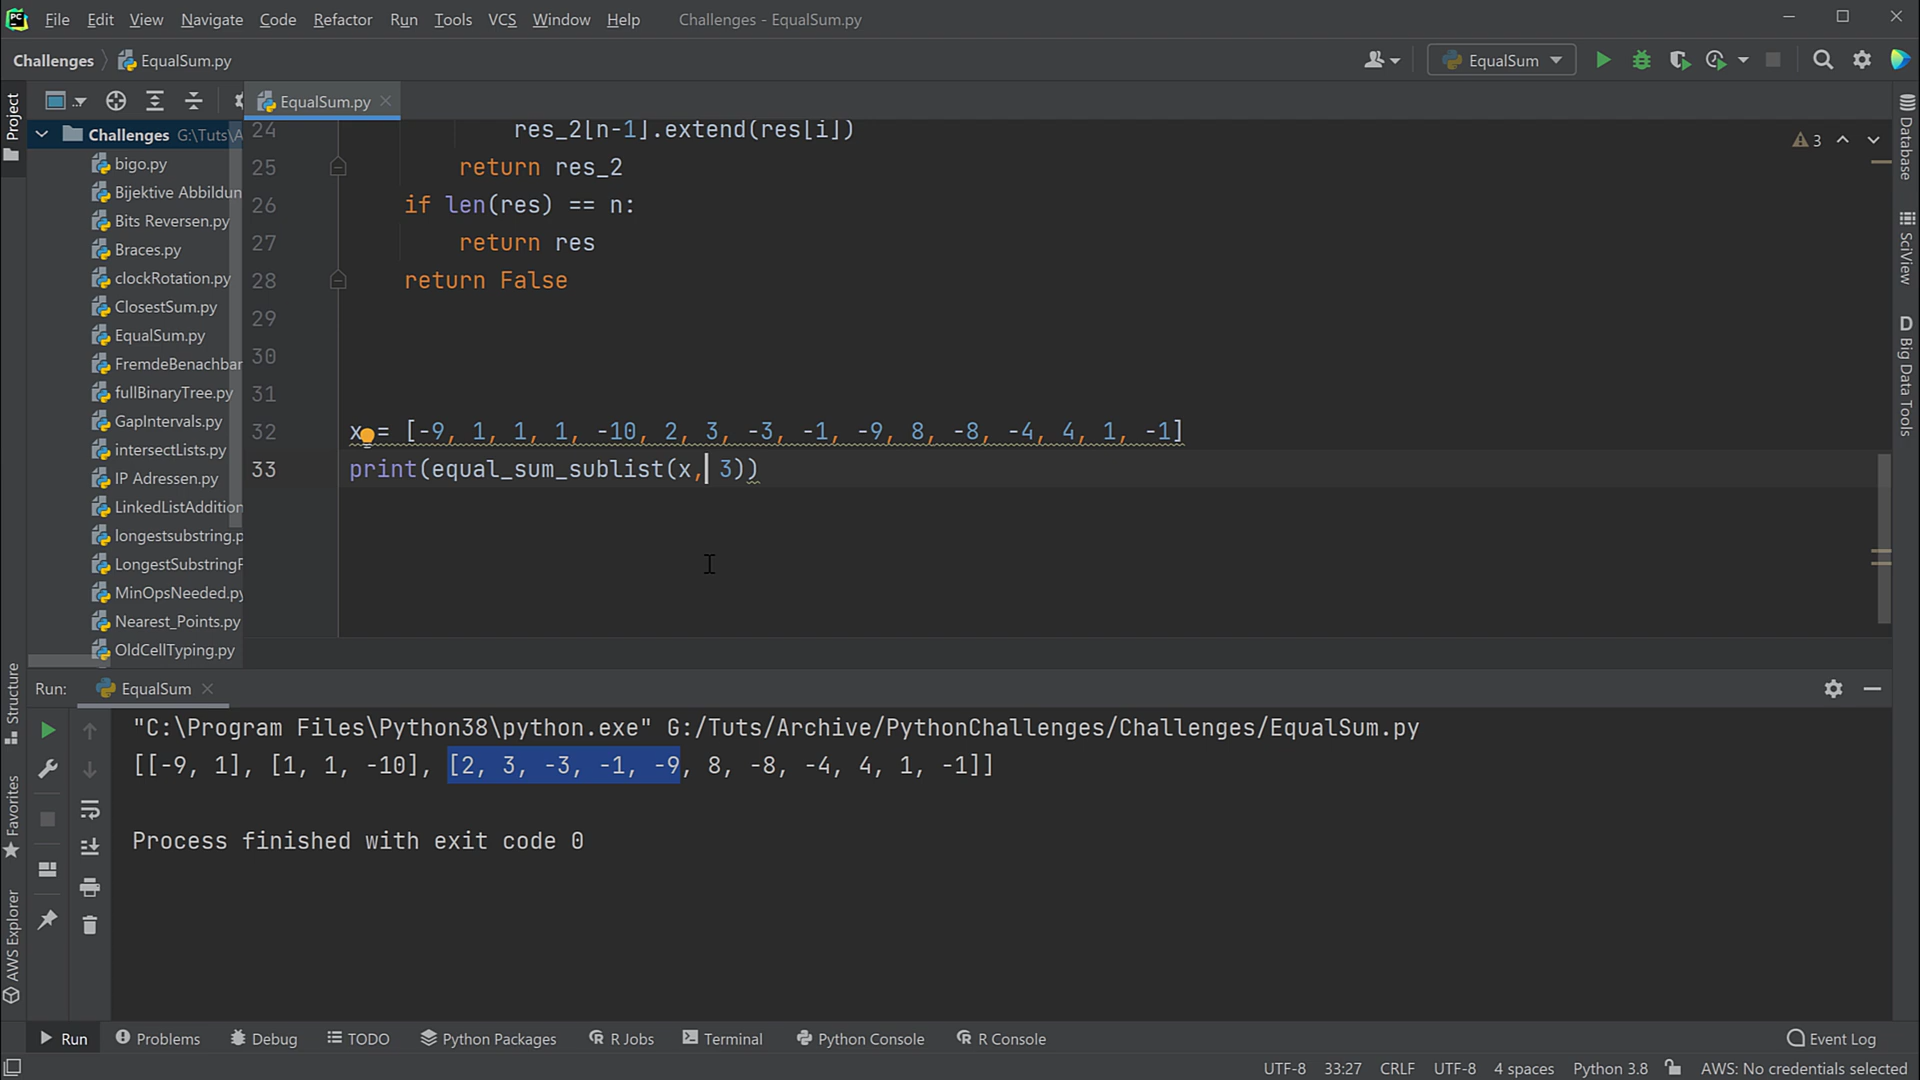 PC
File Edit View Navigate Code Refactor Run Tools VCS Window Help Challenges - EqualSum.py
Challenges EqualSum.py EqualSum
Project
EqualSum.py
Challenges G:\Tuts\A
bigo.py
Bijektive Abbildun
Bits Reversen.py
Braces.py
clockRotation.py
ClosestSum.py
EqualSum.py
FremdeBenachbar
fullBinaryTree.py
GapIntervals.py
intersectLists.py
IP Adressen.py
LinkedListAddition
longestsubstring.p
LongestSubstringF
MinOpsNeeded.py
Nearest_Points.py
OldCellTyping.py
24 res_2[n-1].extend(res[i])
25 return res_2
26 if len(res) == n:
27 return res
28 return False
29
30
31
32 x = [-9, 1, 1, 1, -10, 2, 3, -3, -1, -9, 8, -8, -4, 4, 1, -1]
33 print(equal_sum_sublist(x, 3))
3
Database
SciView
D Big Data Tools
Structure
Favorites
AWS Explorer
Run: EqualSum
"C:\Program Files\Python38\python.exe" G:/Tuts/Archive/PythonChallenges/Challenges/EqualSum.py
[[-9, 1], [1, 1, -10], [2, 3, -3, -1, -9, 8, -8, -4, 4, 1, -1]]
Process finished with exit code 0
Run Problems Debug TODO Python Packages R Jobs Terminal Python Console R Console Event Log
UTF-8 33:27 CRLF UTF-8 4 spaces Python 3.8 AWS: No credentials selected